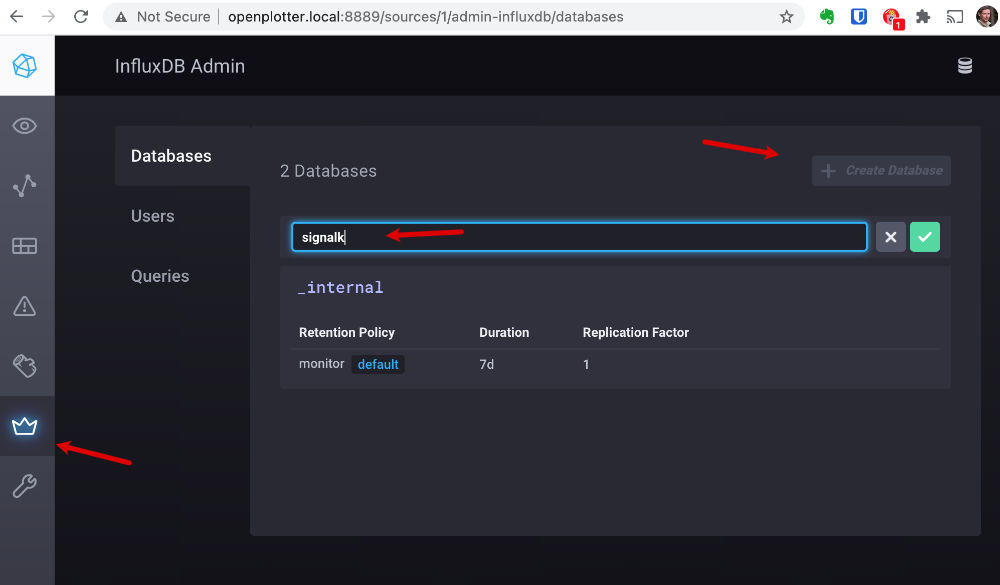 Not Secure openplotter.local:8889/sources/1/admin-influxdb/databases
1
InfluxDB Admin
Databases
Users
Queries
2 Databases
Create Database
signalk
_internal
Retention Policy Duration Replication Factor
monitor default 7d 1